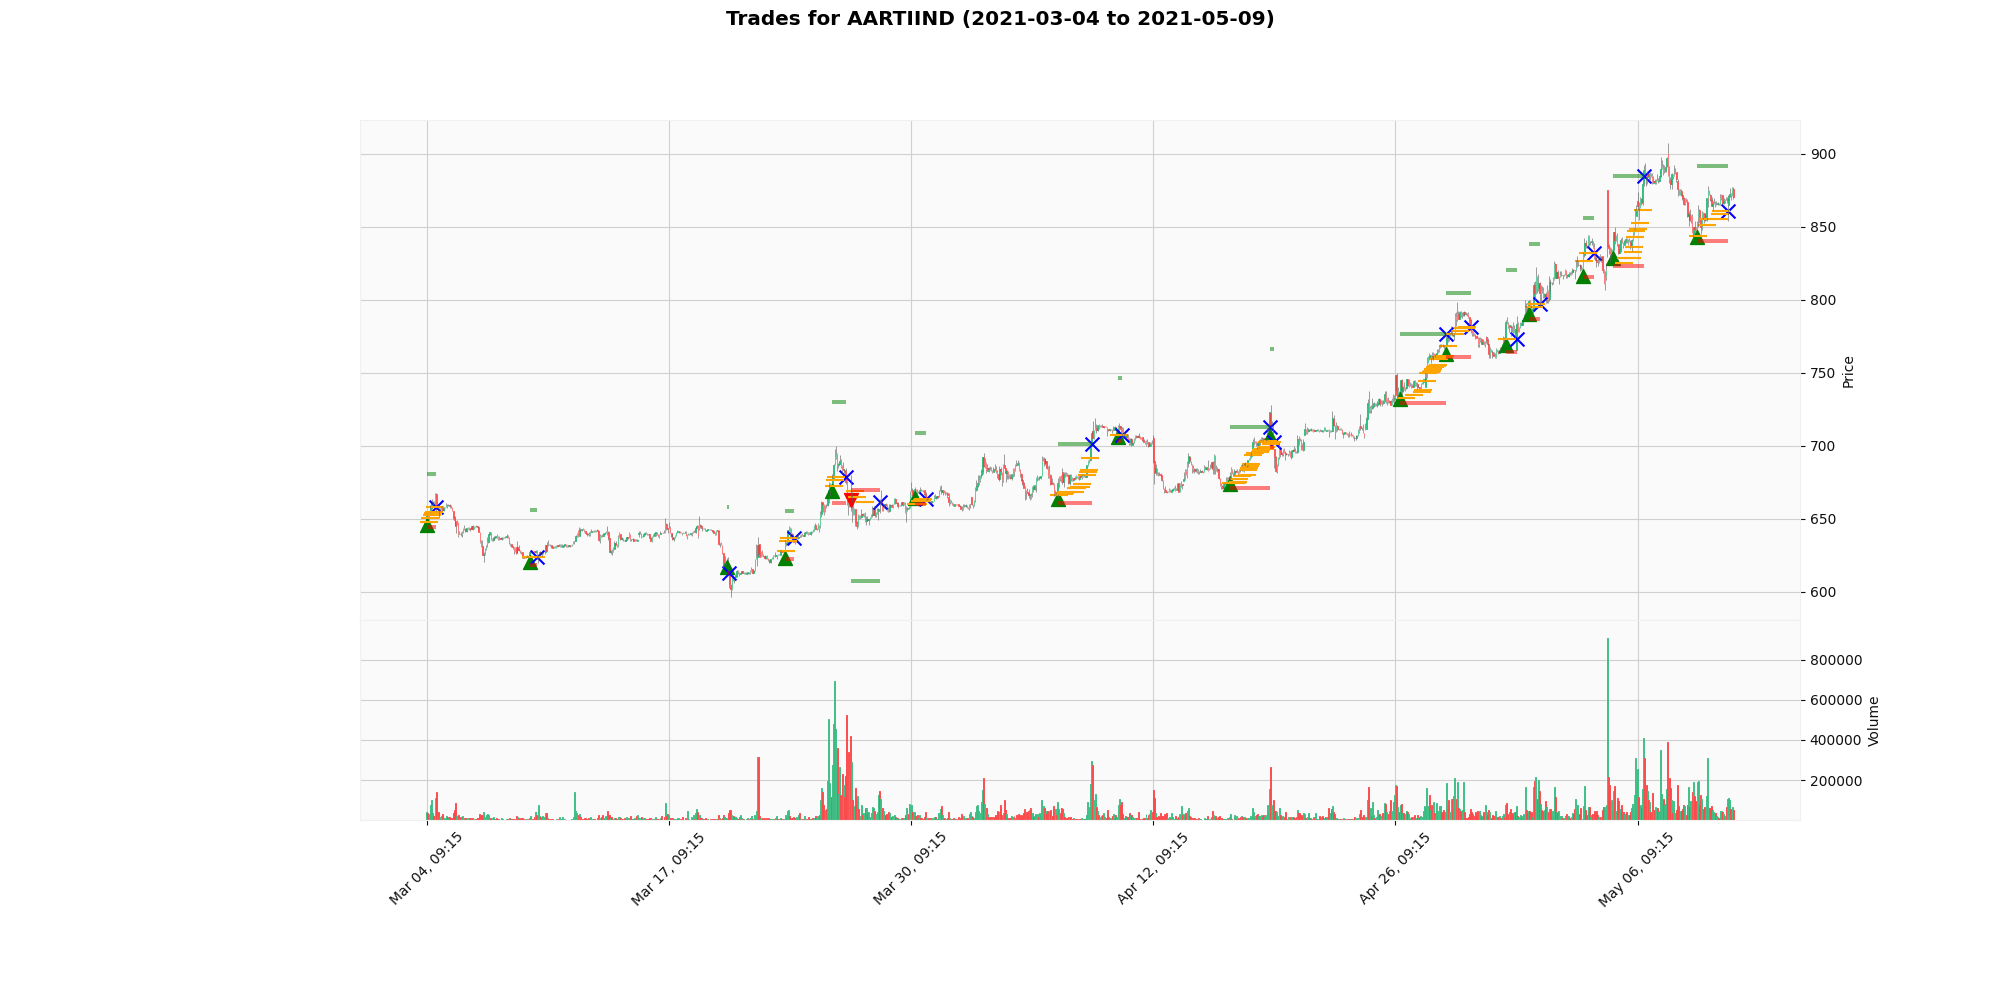 Trades for AARTIIND (2021-03-04 to 2021-05-09)
900
850
800
750
700
650
600
Price
800000
600000
400000
200000
Volume
Mar 04, 09:15
Mar 17, 09:15
Mar 30, 09:15
Apr 12, 09:15
Apr 26, 09:15
May 06, 09:15